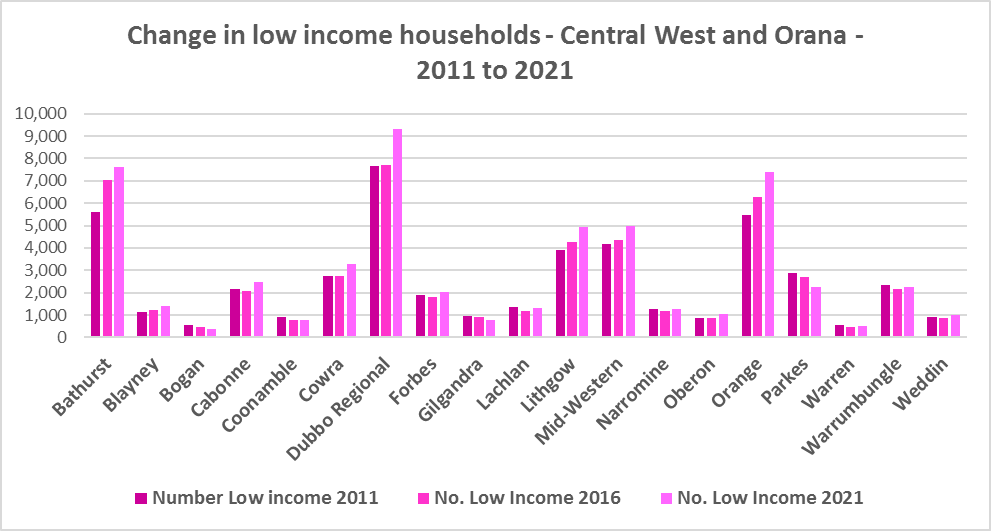 Change in low income households - Central West and Orana -
2011 to 2021
10,000
9,000
8,000
7,000
6,000
5,000
4,000
3,000
2,000
1,000
0
Bathurst
Blayney
Bogan
Cabonne
Coonamble
Cowra
Dubbo Regional
Forbes
Gilgandra
Lachlan
Lithgow
Mid-Western
Narromine
Oberon
Orange
Parkes
Warren
Warrumbungle
Weddin
Number Low income 2011 No. Low Income 2016 No. Low Income 2021